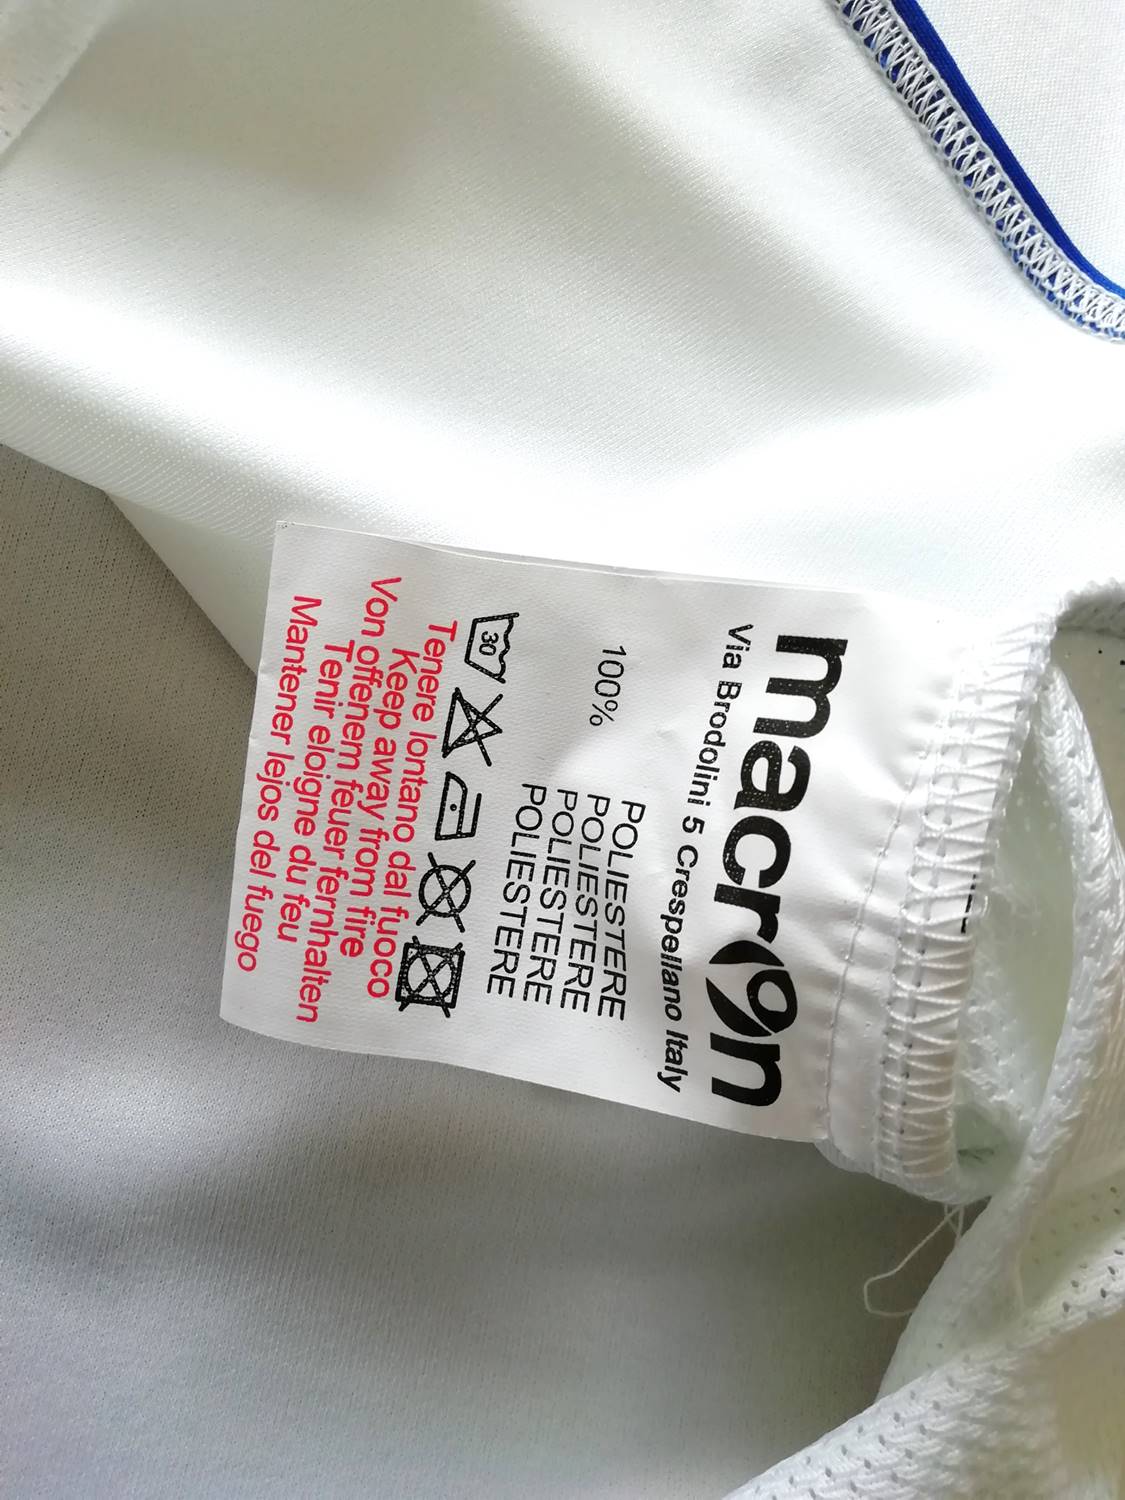 macron
Via Brodolini 5 Crespellano Italy
POLIESTERE
100% POLIESTERE
POLIESTERE
POLIESTERE
30
Tenere lontano dal fuoco
Keep away from fire
Von offenem feuer fernhalten
Tenir eloigne du feu
Mantener lejos del fuego